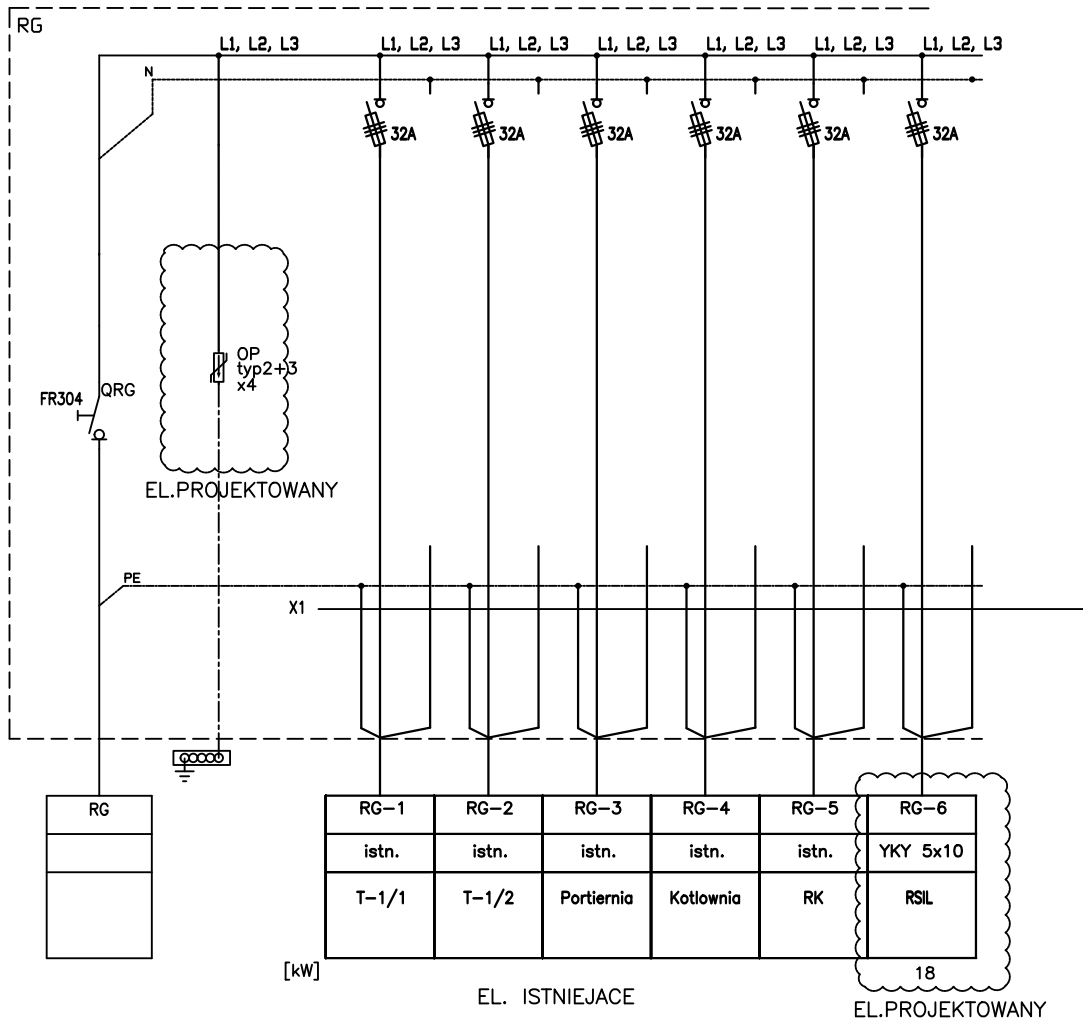 RG
L1, L2, L3 L1, L2, L3 L1, L2, L3 L1, L2, L3 L1, L2, L3 L1, L2, L3 L1, L2, L3
N
32A 32A 32A 32A 32A 32A
OP
typ2+3
x4
FR304 QRG
EL.PROJEKTOWANY
PE
X1
RG RG-1 RG-2 RG-3 RG-4 RG-5 RG-6
istn. istn. istn. istn. istn. YKY 5x10
T-1/1 T-1/2 Portiernia Kotlownia RK RSIL
[kW] 18
EL. ISTNIEJACE
EL.PROJEKTOWANY